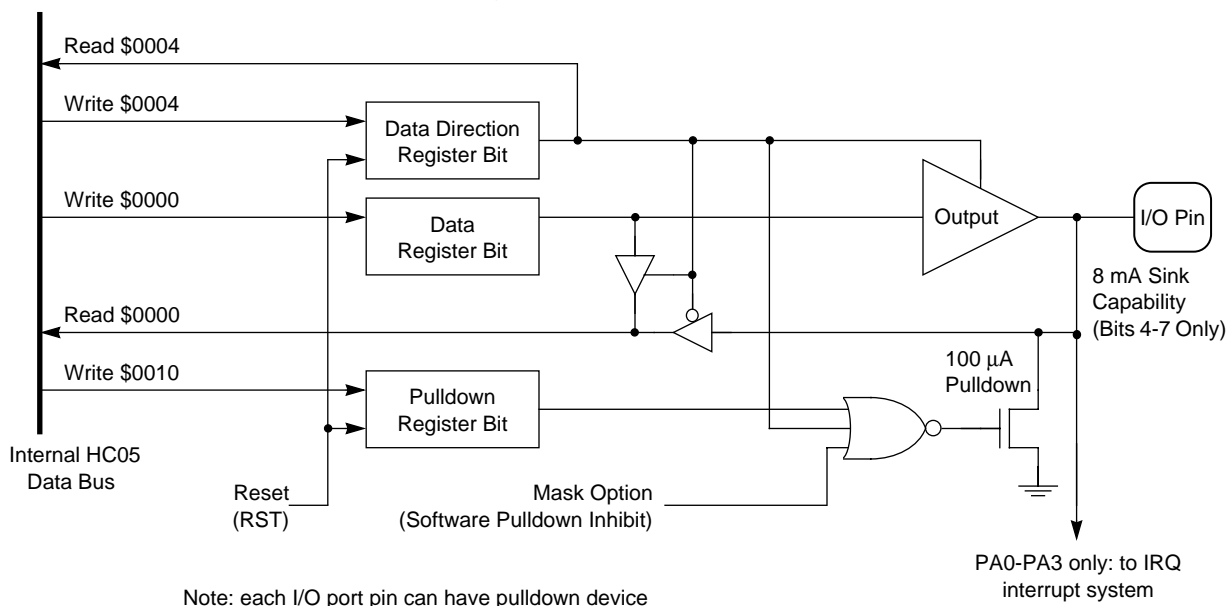 Read $0004
Write $0004
Data Direction
Register Bit
Write $0000
Data
Register Bit
Output
I/O Pin
8 mA Sink
Capability
(Bits 4-7 Only)
Read $0000
Write $0010
100 µA
Pulldown
Pulldown
Register Bit
Internal HC05
Data Bus
Reset
(RST)
Mask Option
(Software Pulldown Inhibit)
PA0-PA3 only: to IRQ
interrupt system
Note: each I/O port pin can have pulldown device